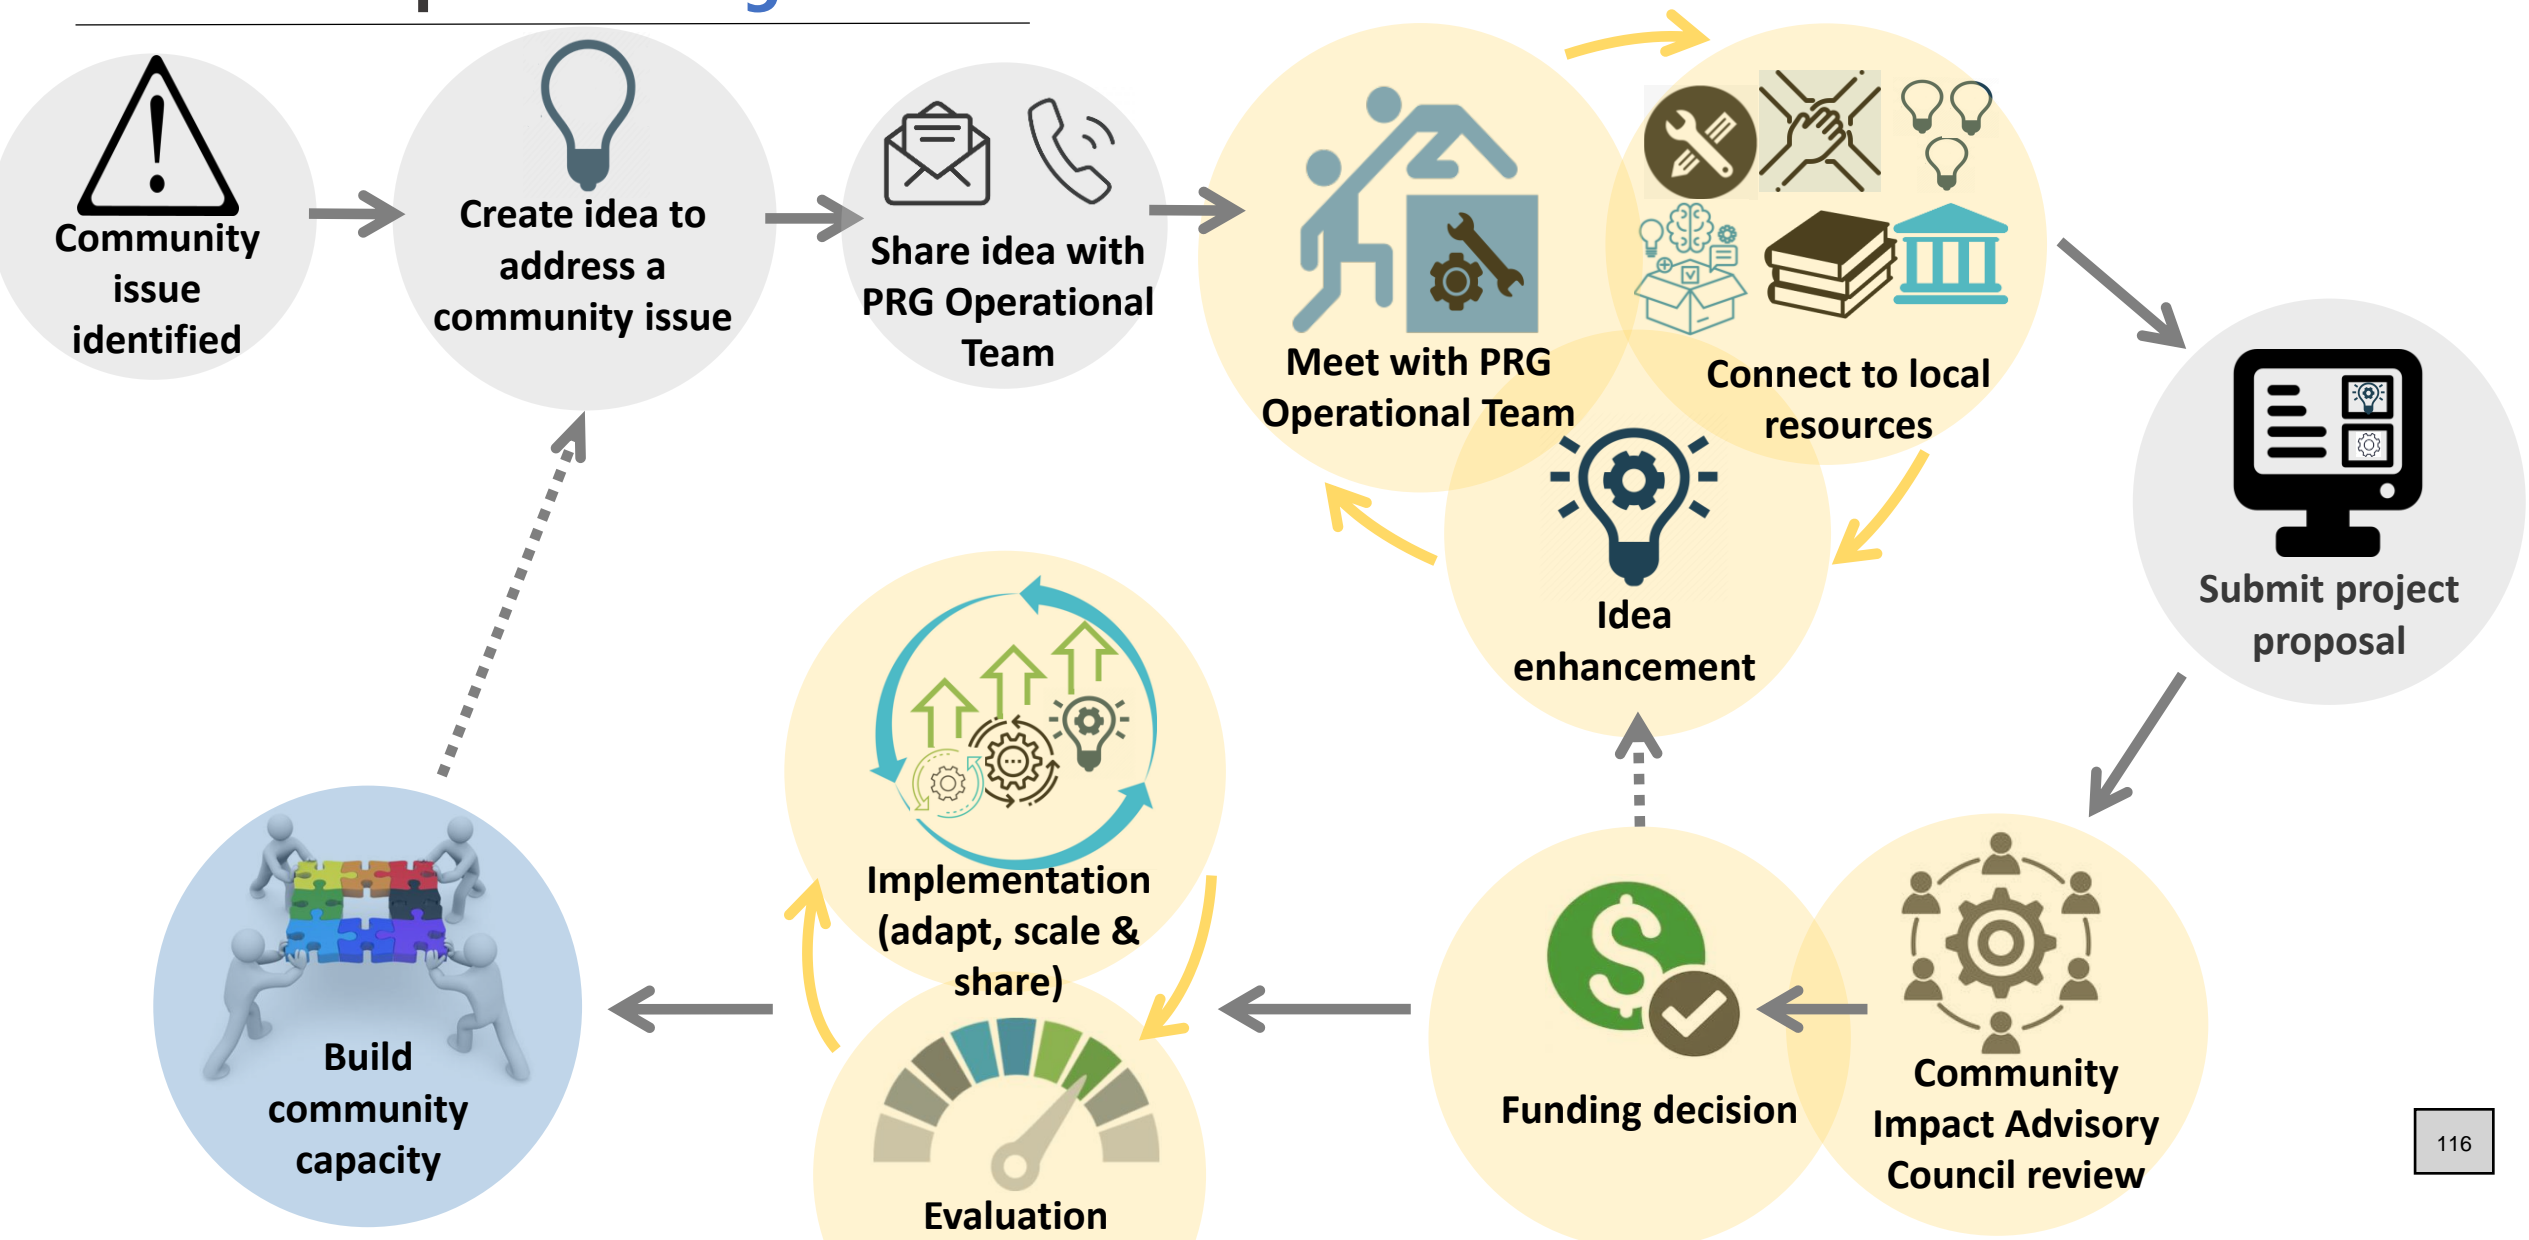 Community
issue
identified
Create idea to
address a
community issue
Share idea with
PRG Operational
Team
Meet with PRG
Operational Team
Connect to local
resources
Idea
enhancement
Submit project
proposal
Community
Impact Advisory
Council review
Funding decision
Implementation
(adapt, scale &
share)
Evaluation
Build
community
capacity
116